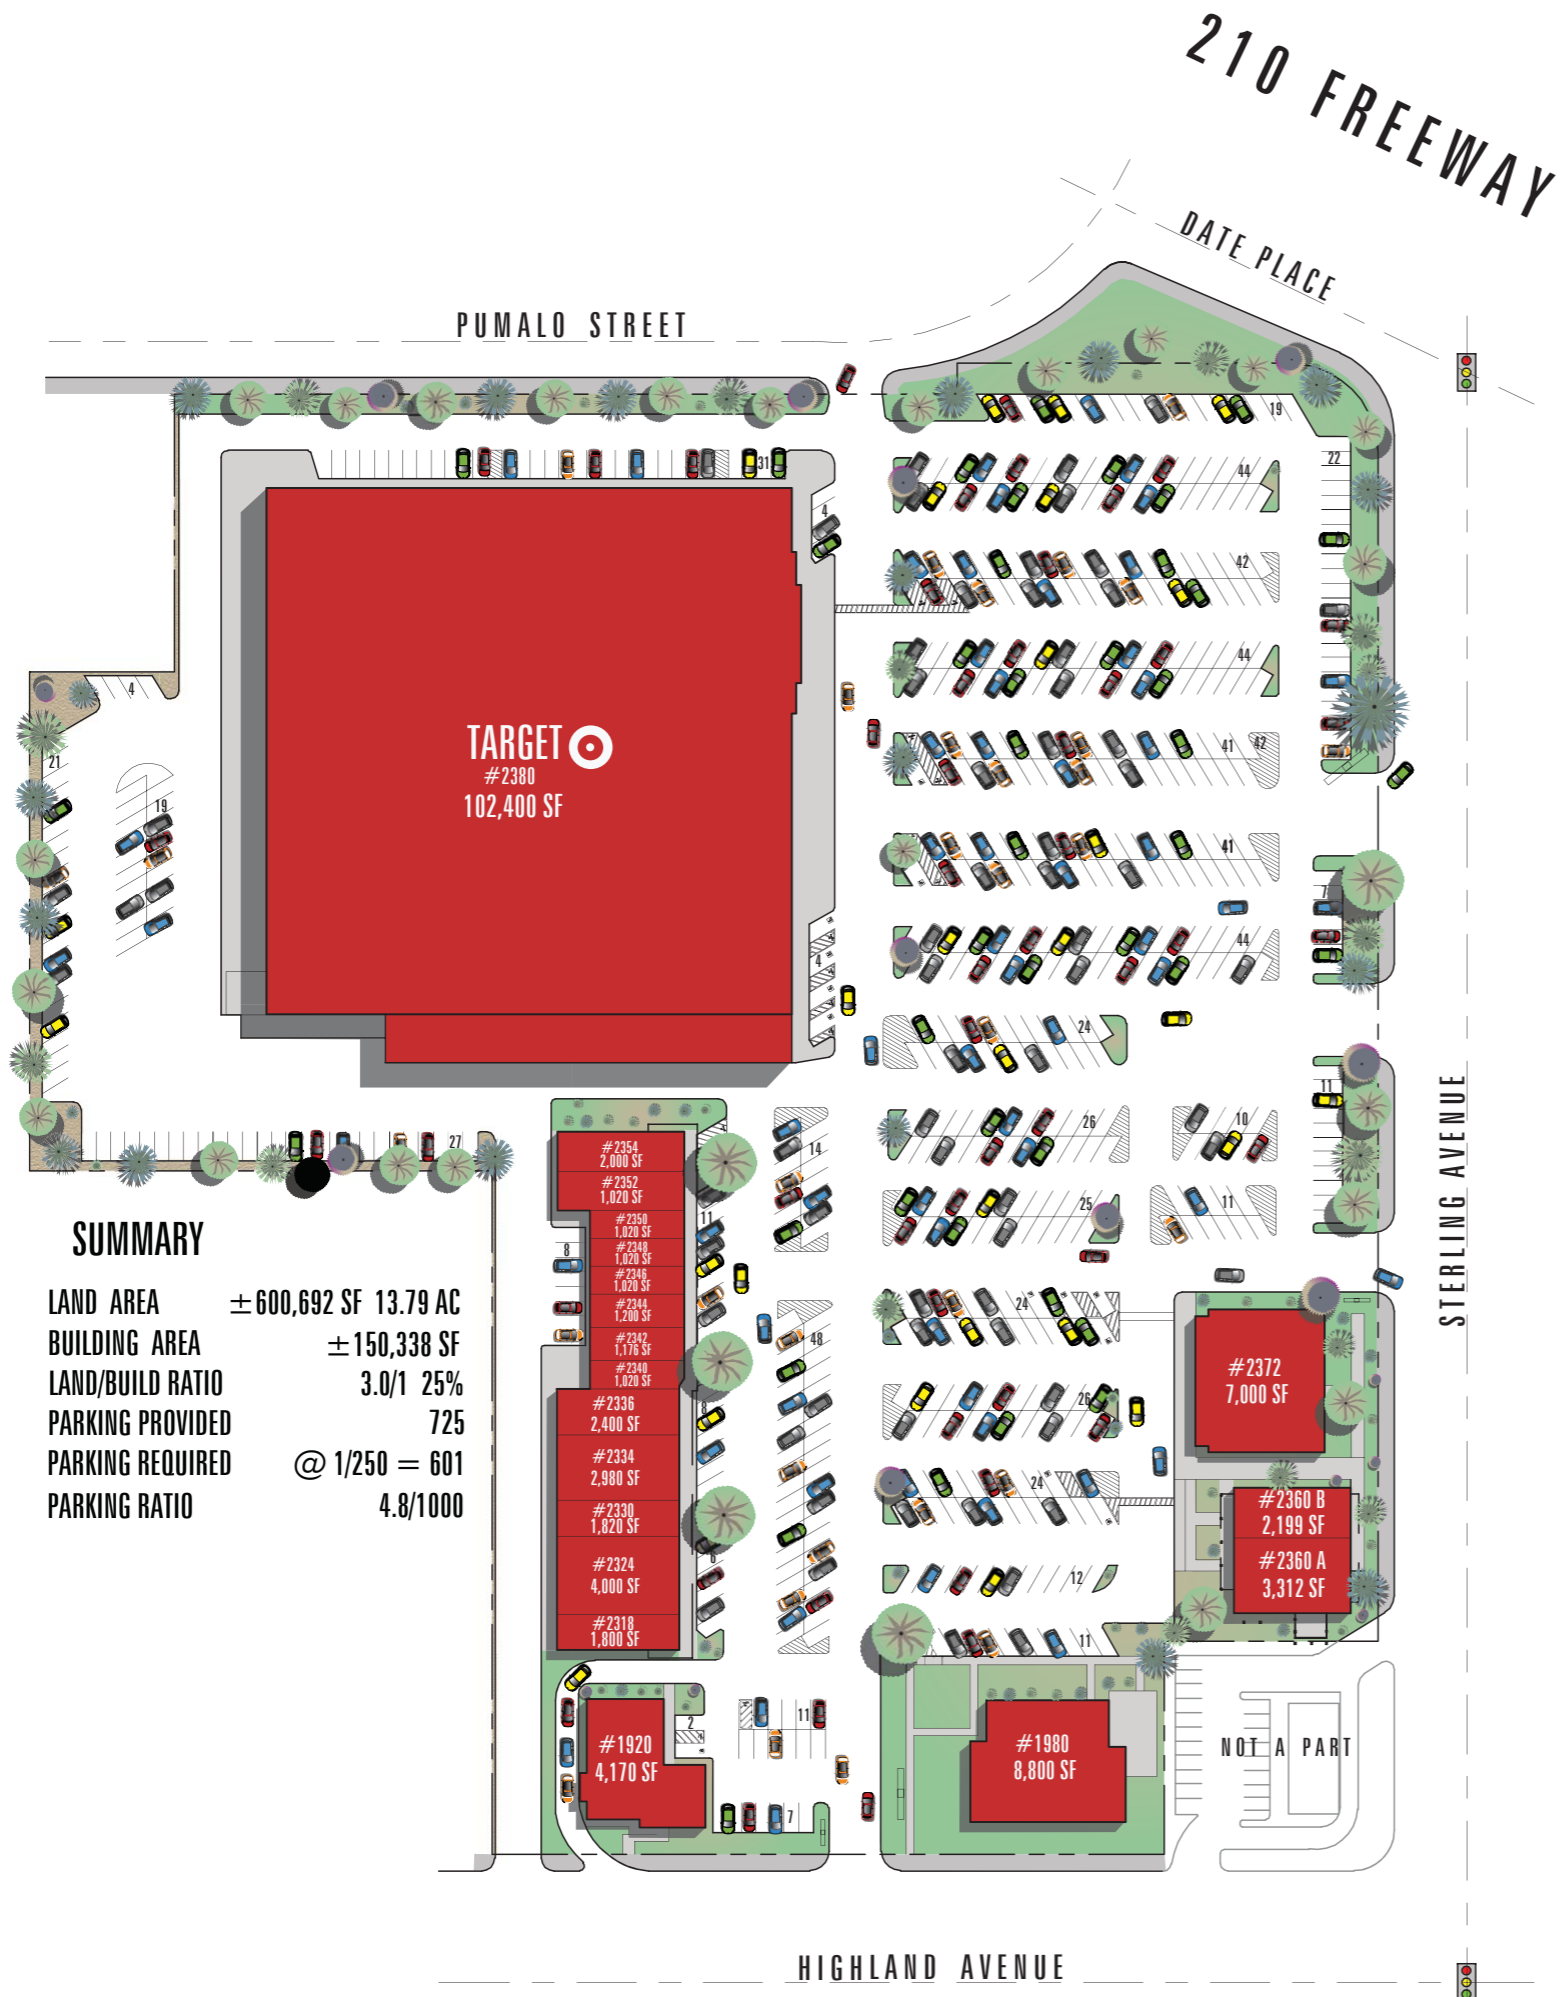 210 FREEWAY
DATE PLACE
PUMALO STREET
19
31
44
22
4
42
44
4
21
41 42
19
TARGET
#2380
102,400 SF
41
7
44
4
24
11
26
10
27
14
#2354
2,000 SF
#2352
1,020 SF
25
11
11
#2350
1,020 SF
8
#2348
1,020 SF
#2346
1,020 SF
#2344
1,200 SF
24
48
#2342
1,176 SF
#2340
1,020 SF
STERLING AVENUE
SUMMARY
LAND AREA ±600,692 SF 13.79 AC
BUILDING AREA ±150,338 SF
LAND/BUILD RATIO 3.0/1 25%
PARKING PROVIDED 725
PARKING REQUIRED @ 1/250 = 601
PARKING RATIO 4.8/1000
#2372
7,000 SF
#2336
2,400 SF
8
26
#2334
2,980 SF
24
#2330
1,820 SF
#2360 B
2,199 SF
6
#2324
4,000 SF
#2360 A
3,312 SF
12
#2318
1,800 SF
11
2
11
#1920
4,170 SF
#1980
8,800 SF
NOT A PART
7
HIGHLAND AVENUE